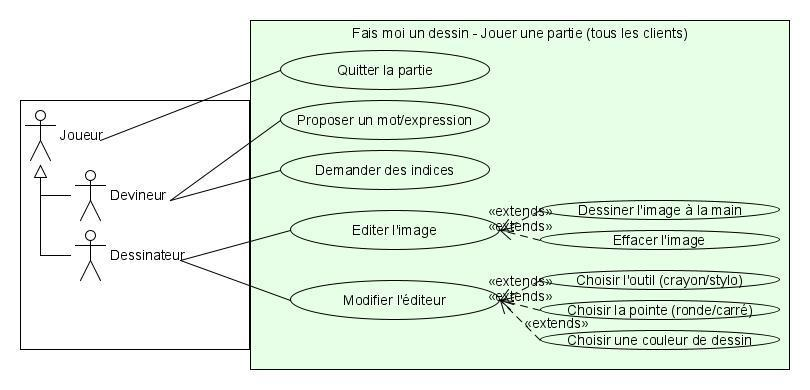 Fais moi un dessin - Jouer une partie (tous les clients)
Quitter la partie
Joueur
Proposer un mot/expression
Demander des indices
Devineur
Dessinateur
Editer l'image
«extends»
Dessiner l'image à la main
«extends»
Effacer l'image
Modifier l'éditeur
«extends»
Choisir l'outil (crayon/stylo)
«extends»
Choisir la pointe (ronde/carré)
«extends»
Choisir une couleur de dessin